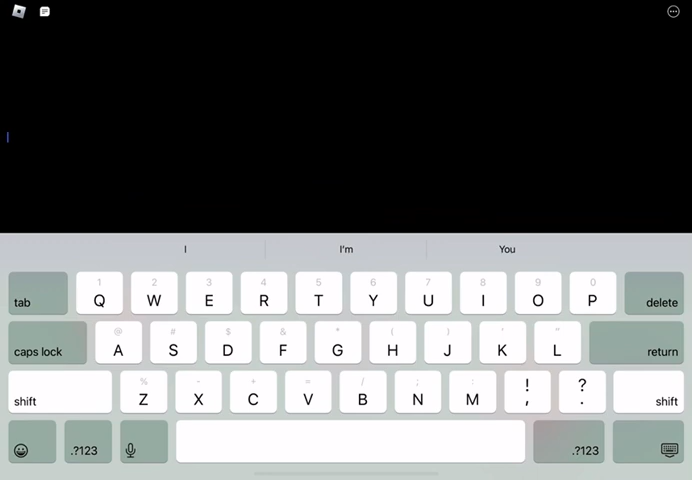 I I'm You
1 2 3 4 5 6 7 8 9 0
tab Q W E R T Y U I O P delete
@ # $ & * ( ) ' "
caps lock A S D F G H J K L return
% - + = / ; : ! ?
shift Z X C V B N M , . shift
.?123 .?123